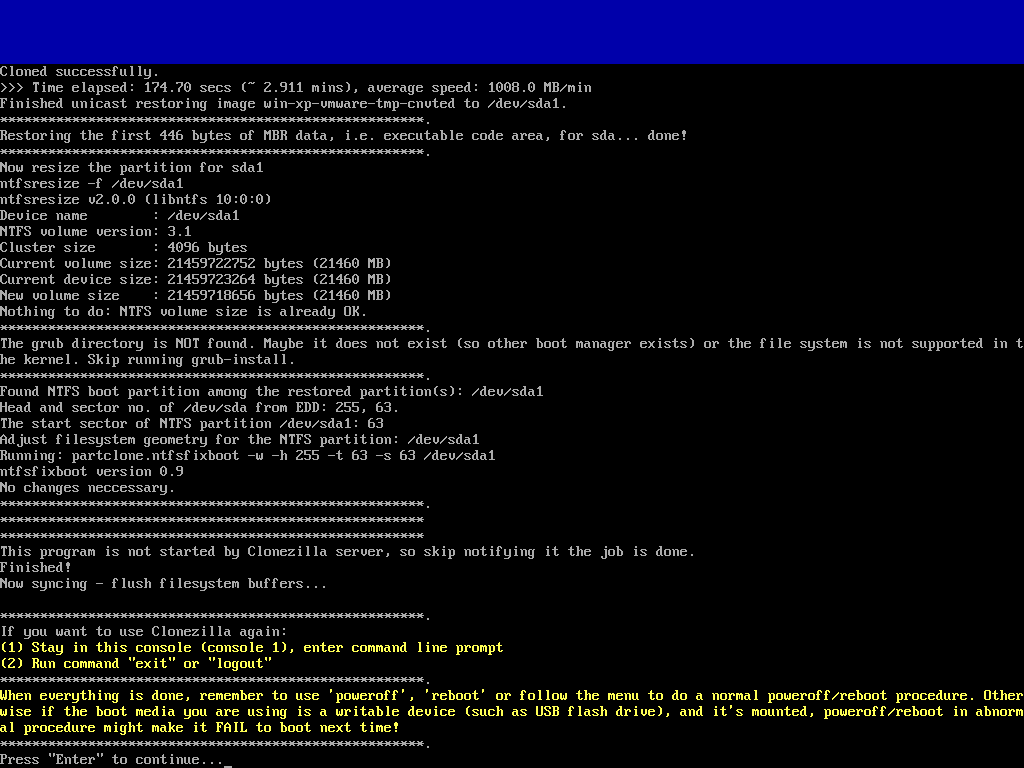 Cloned successfully.
>>> Time elapsed: 174.70 secs (~ 2.911 mins), average speed: 1008.0 MB/min
Finished unicast restoring image win-xp-vmware-tmp-cnvted to /dev/sda1.
*****************************************************.
Restoring the first 446 bytes of MBR data, i.e. executable code area, for sda... done!
*****************************************************.
Now resize the partition for sda1
ntfsresize -f /dev/sda1
ntfsresize v2.0.0 (libntfs 10:0:0)
Device name        : /dev/sda1
NTFS volume version: 3.1
Cluster size       : 4096 bytes
Current volume size: 21459722752 bytes (21460 MB)
Current device size: 21459723264 bytes (21460 MB)
New volume size    : 21459718656 bytes (21460 MB)
Nothing to do: NTFS volume size is already OK.
*****************************************************.
The grub directory is NOT found. Maybe it does not exist (so other boot manager exists) or the file system is not supported in t
he kernel. Skip running grub-install.
*****************************************************.
Found NTFS boot partition among the restored partition(s): /dev/sda1
Head and sector no. of /dev/sda from EDD: 255, 63.
The start sector of NTFS partition /dev/sda1: 63
Adjust filesystem geometry for the NTFS partition: /dev/sda1
Running: partclone.ntfsfixboot -w -h 255 -t 63 -s 63 /dev/sda1
ntfsfixboot version 0.9
No changes neccessary.
*****************************************************.
*****************************************************
*****************************************************
This program is not started by Clonezilla server, so skip notifying it the job is done.
Finished!
Now syncing - flush filesystem buffers...
*****************************************************.
If you want to use Clonezilla again:
(1) Stay in this console (console 1), enter command line prompt
(2) Run command "exit" or "logout"
*****************************************************.
When everything is done, remember to use 'poweroff', 'reboot' or follow the menu to do a normal poweroff/reboot procedure. Other
wise if the boot media you are using is a writable device (such as USB flash drive), and it's mounted, poweroff/reboot in abnorm
al procedure might make it FAIL to boot next time!
*****************************************************.
Press "Enter" to continue..._